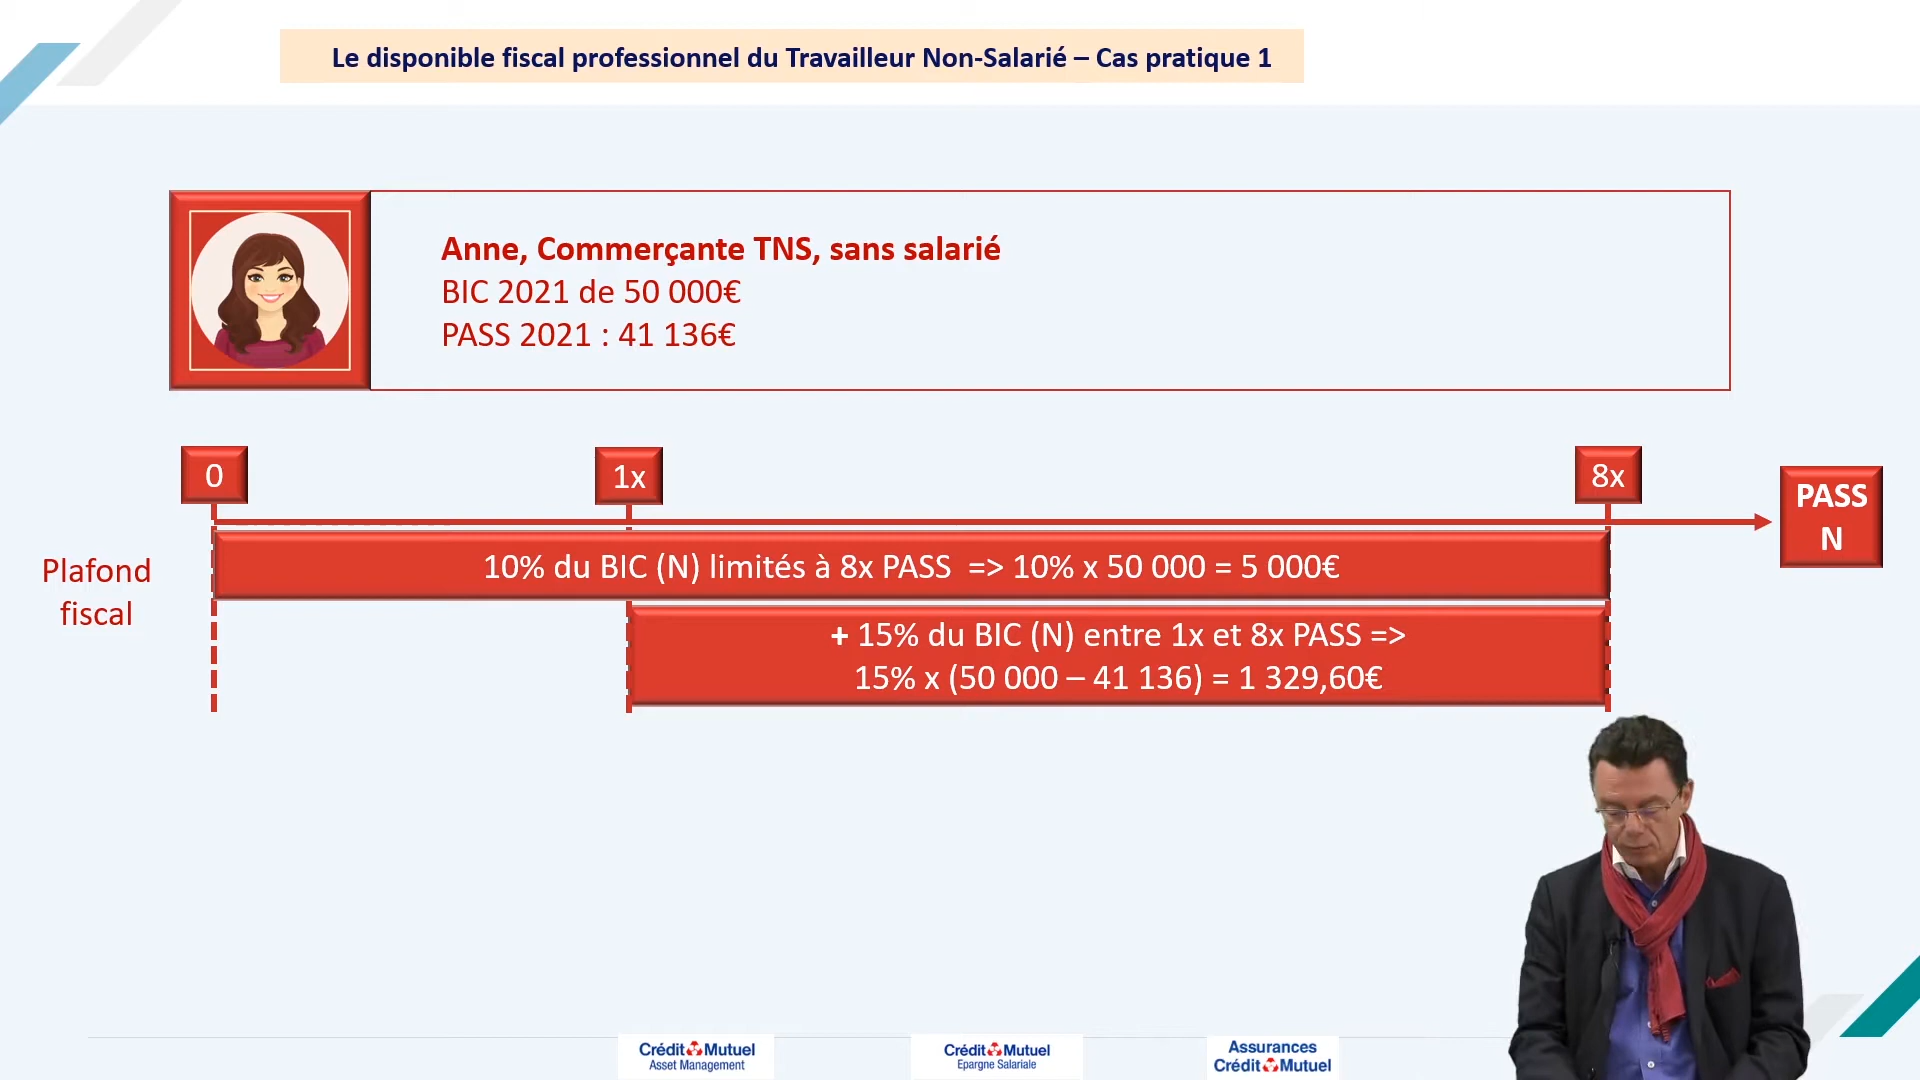 Le disponible fiscal professionnel du Travailleur Non-Salarié – Cas pratique 1
Anne, Commerçante TNS, sans salarié
BIC 2021 de 50 000€
PASS 2021 : 41 136€
0
1x
8x
PASS
N
Plafond
fiscal
10% du BIC (N) limités à 8x PASS => 10% x 50 000 = 5 000€
+ 15% du BIC (N) entre 1x et 8x PASS =>
15% x (50 000 – 41 136) = 1 329,60€
Crédit Mutuel
Asset Management
Crédit Mutuel
Epargne Salariale
Assurances
Crédit Mutuel